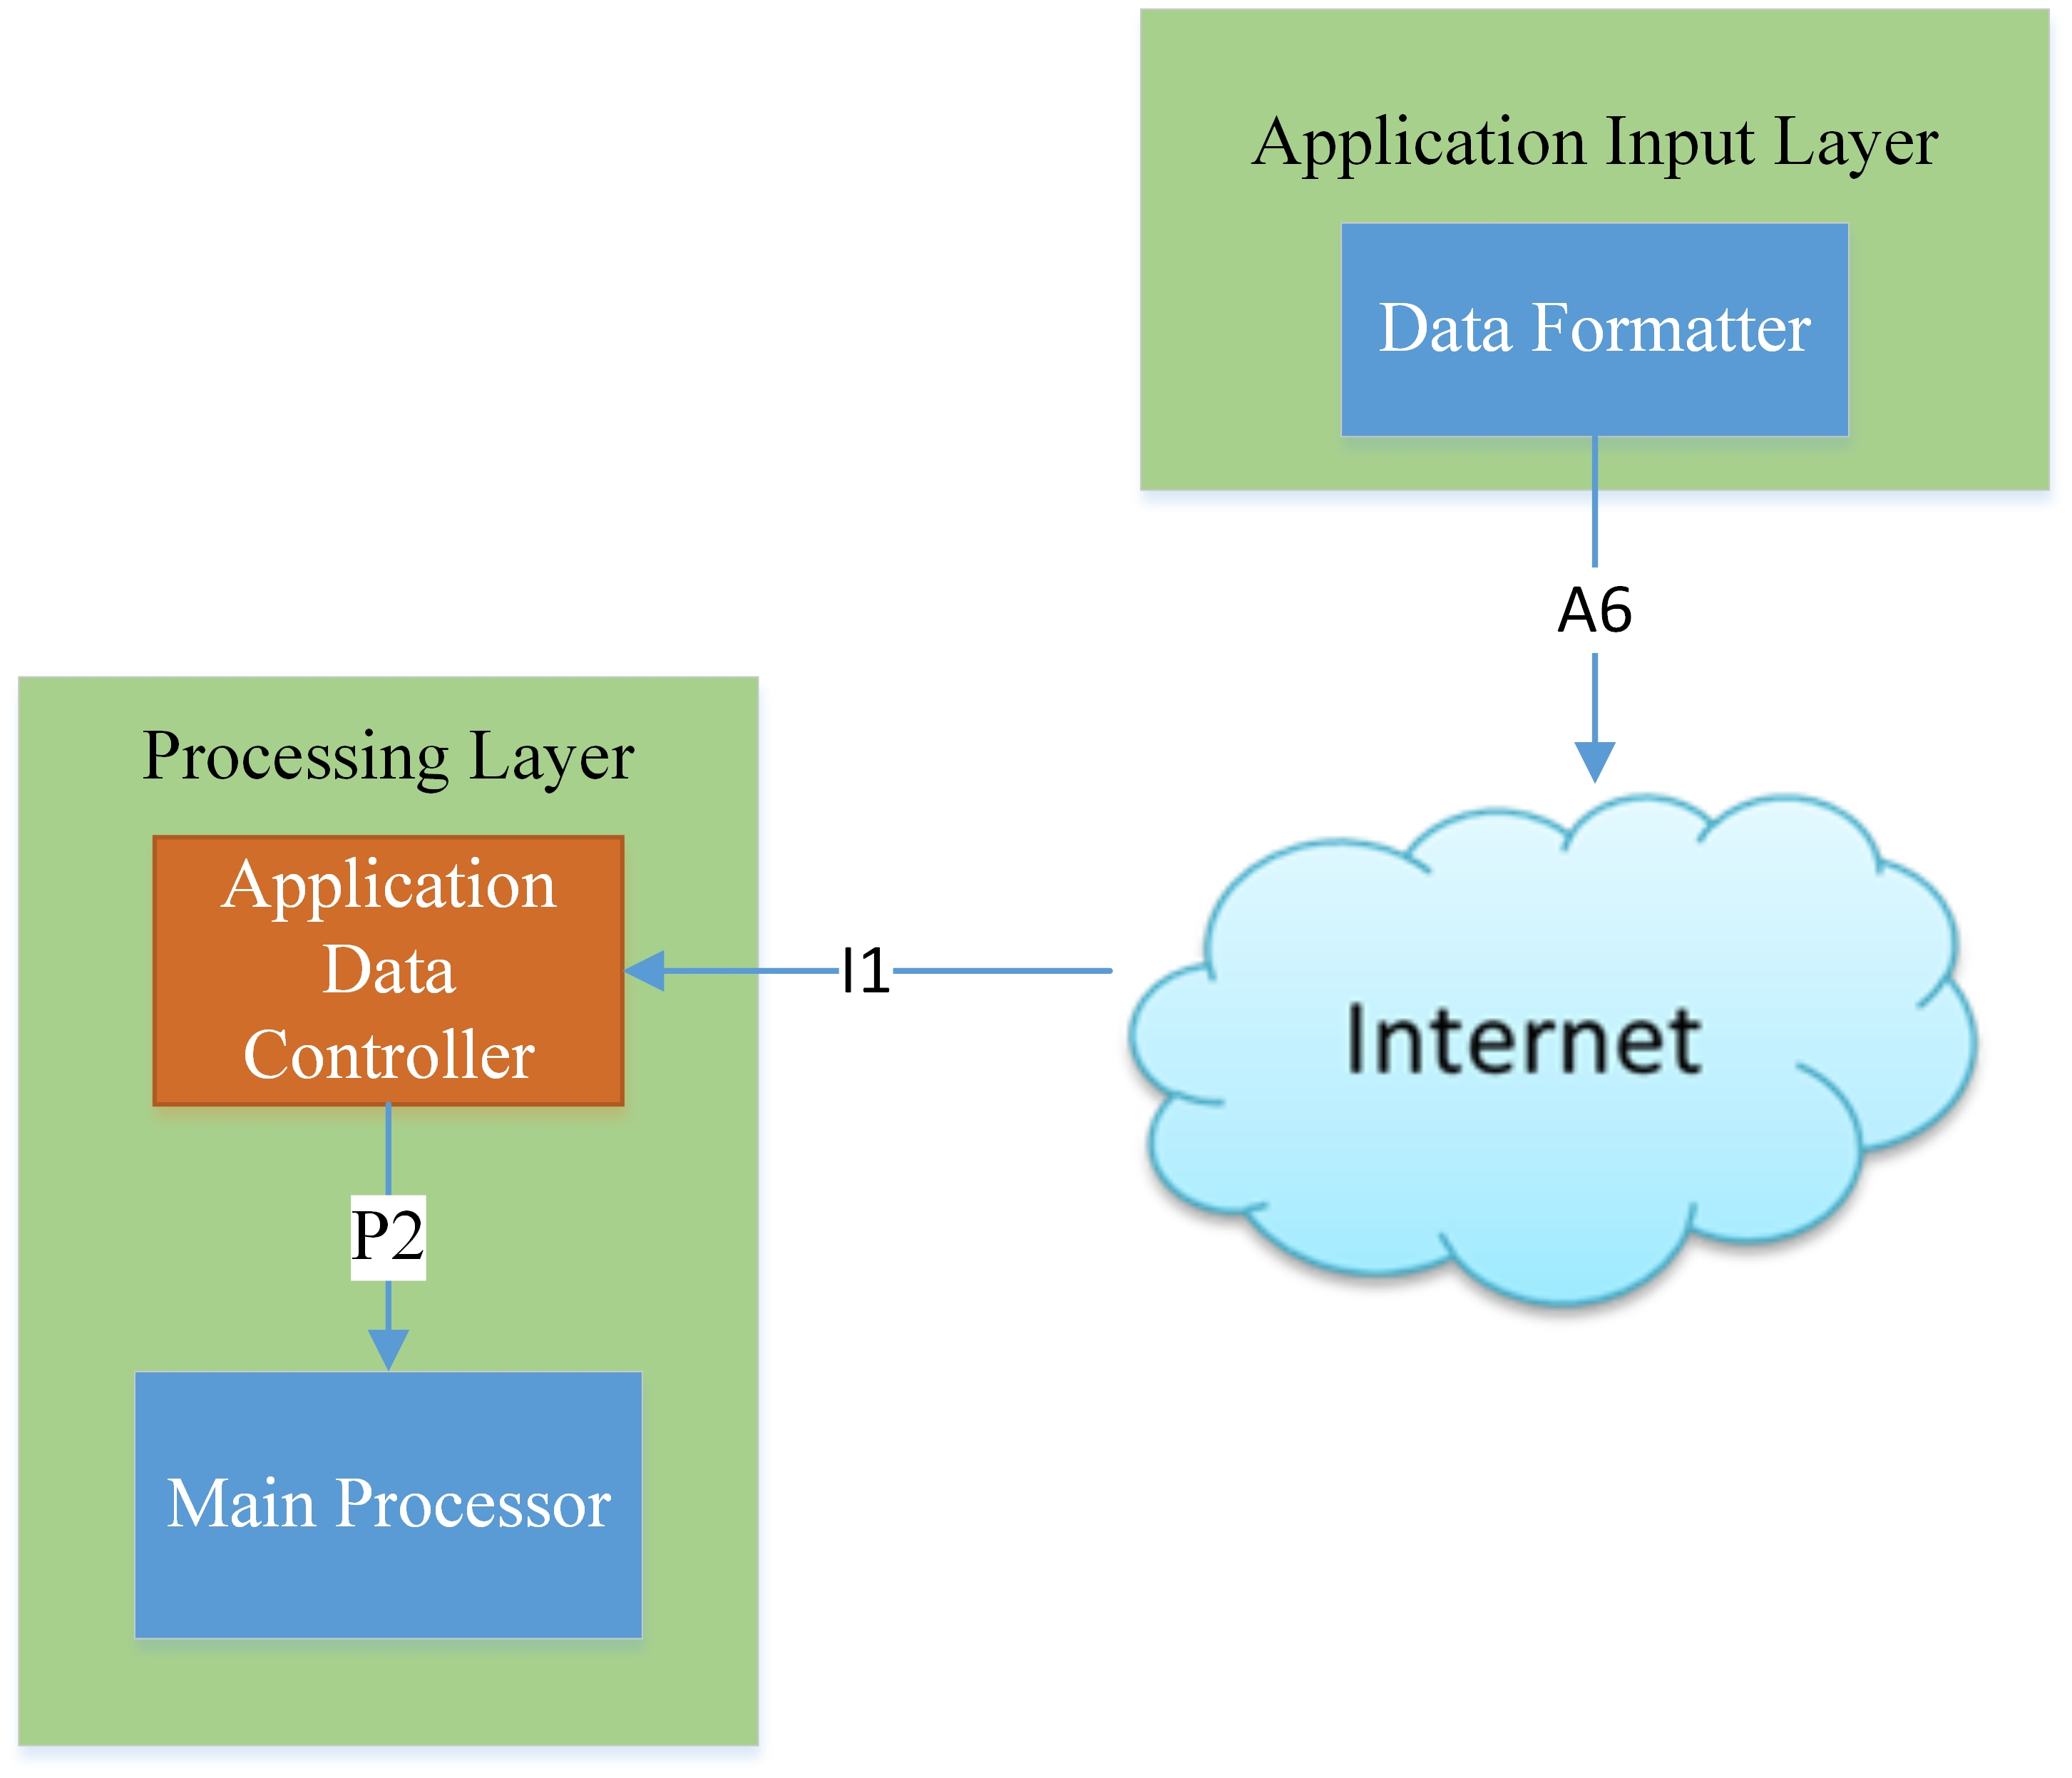 Application Input Layer
Data Formatter
A6
Processing Layer
Application
Data
Controller
I1
Internet
P2
Main Processor